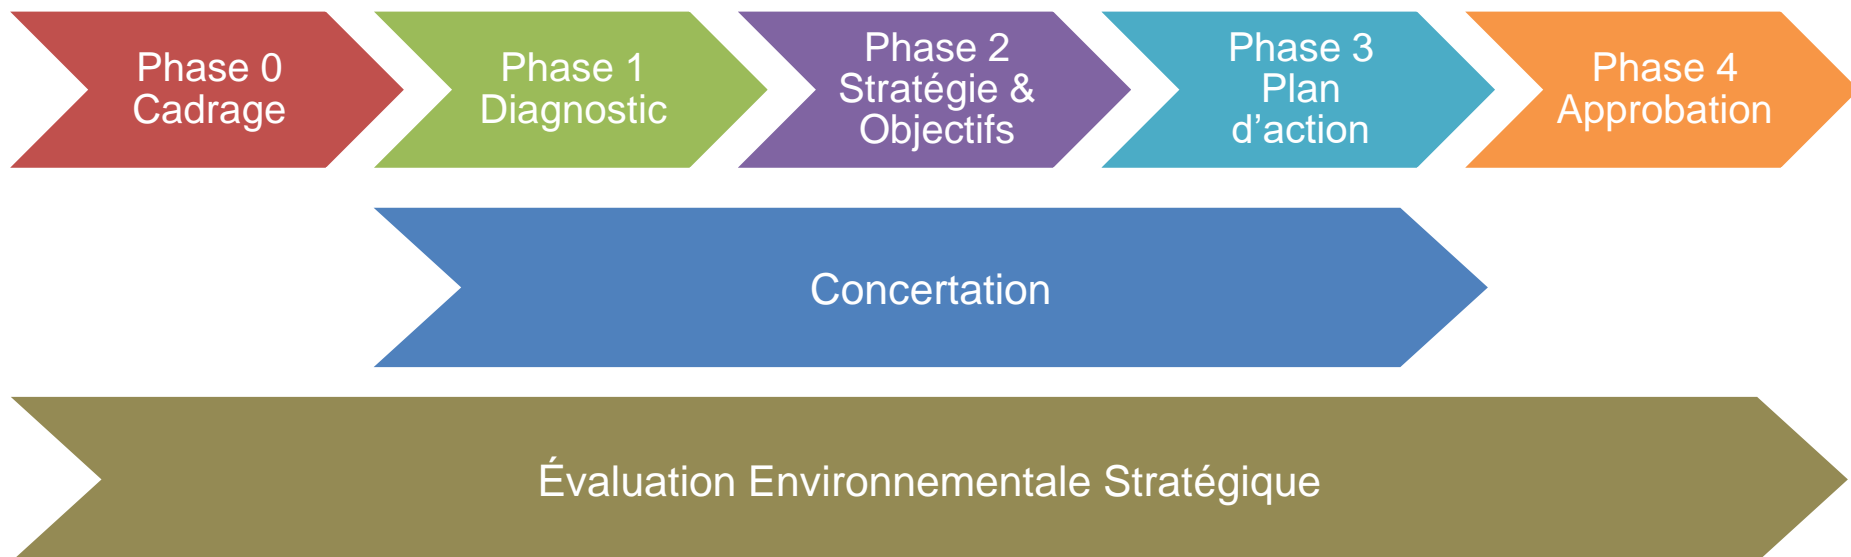 Phase 0
Cadrage
Phase 1
Diagnostic
Phase 2
Stratégie &
Objectifs
Phase 3
Plan
d’action
Phase 4
Approbation
Concertation
Évaluation Environnementale Stratégique